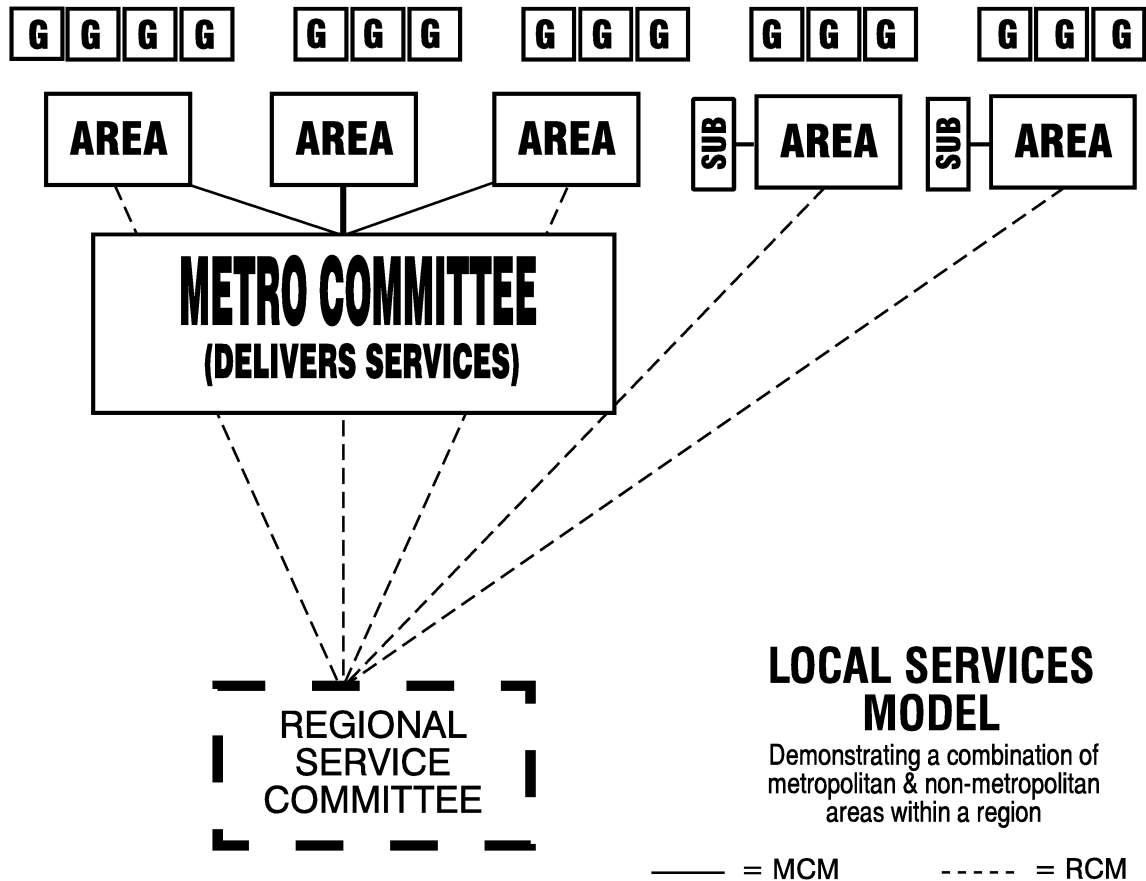 G G G G G G G G G G G G G G G G
AREA AREA AREA SUB AREA SUB AREA
METRO COMMITTEE
(DELIVERS SERVICES)
REGIONAL
SERVICE
COMMITTEE
LOCAL SERVICES
MODEL
Demonstrating a combination of
metropolitan & non-metropolitan
areas within a region
= MCM = RCM